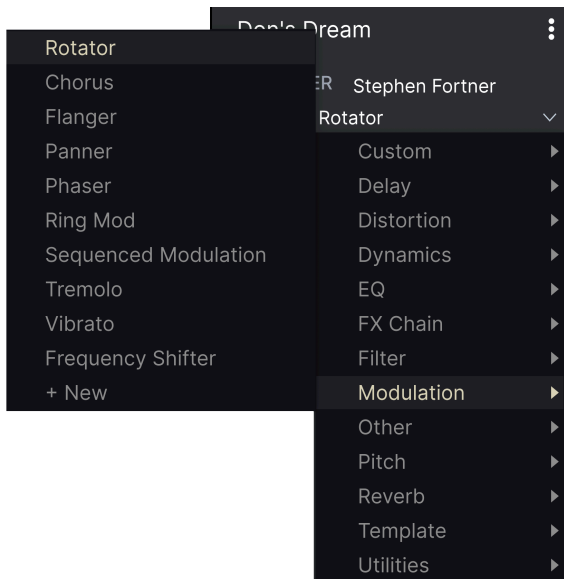 Don's Dream
ER Stephen Fortner
Rotator
Custom
Delay
Distortion
Dynamics
EQ
FX Chain
Filter
Modulation
Other
Pitch
Reverb
Template
Utilities
Rotator
Chorus
Flanger
Panner
Phaser
Ring Mod
Sequenced Modulation
Tremolo
Vibrato
Frequency Shifter
+ New